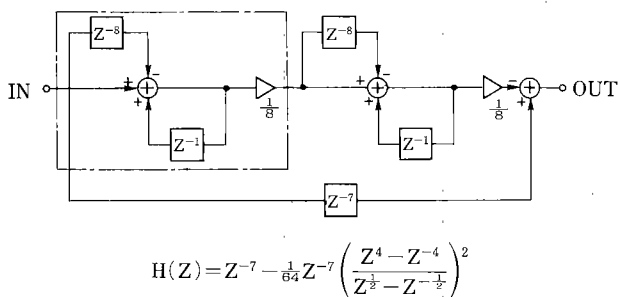 Z⁻⁸ Z⁻⁸
IN + − + + − OUT
+ 1/8 + 1/8 +
Z⁻¹ Z⁻¹
Z⁻⁷
H(Z)=Z⁻⁷−1/64 Z⁻⁷((Z⁴−Z⁻⁴)/(Z^½−Z^−½))²